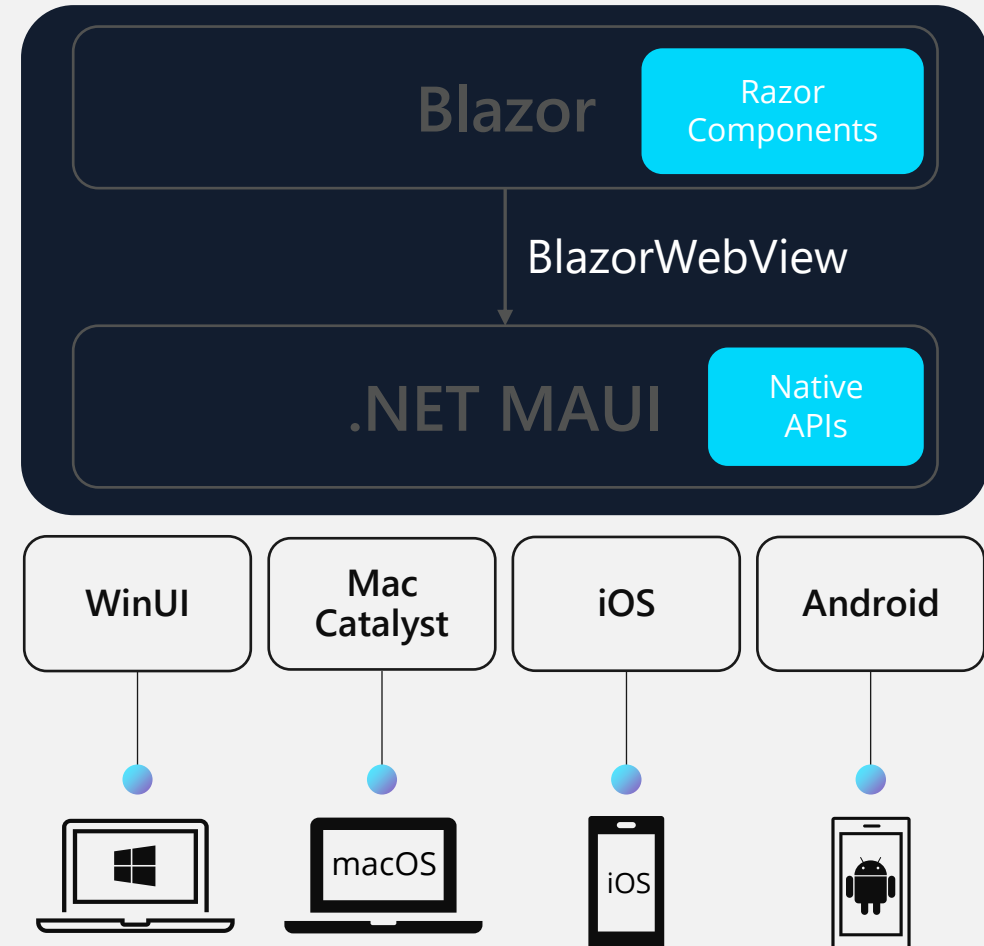 Blazor
Razor
Components
BlazorWebView
.NET MAUI
Native
APIs
WinUI
Mac
Catalyst
iOS
Android
macOS
iOS